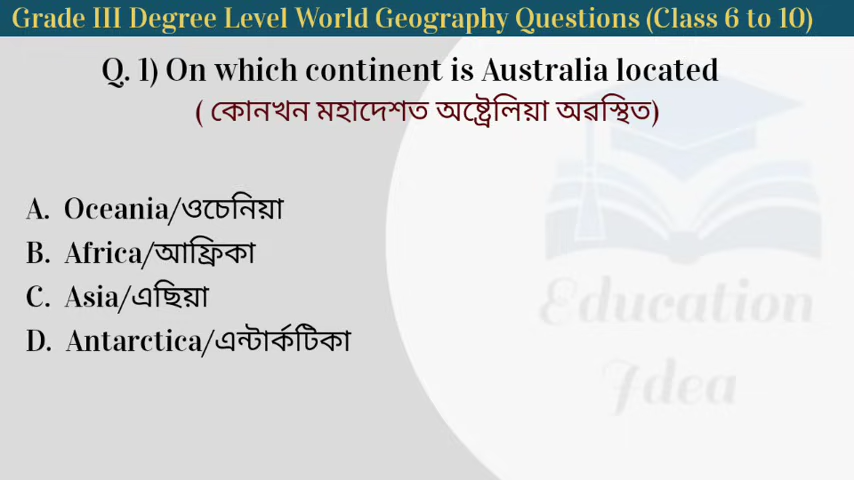 Grade III Degree Level World Geography Questions (Class 6 to 10)
Q. 1) On which continent is Australia located
( কোনখন মহাদেশত অষ্ট্ৰেলিয়া অৱস্থিত)
A. Oceania/ওচেনিয়া
B. Africa/আফ্ৰিকা
C. Asia/এছিয়া
D. Antarctica/এন্টাৰ্কটিকা
Education
Idea